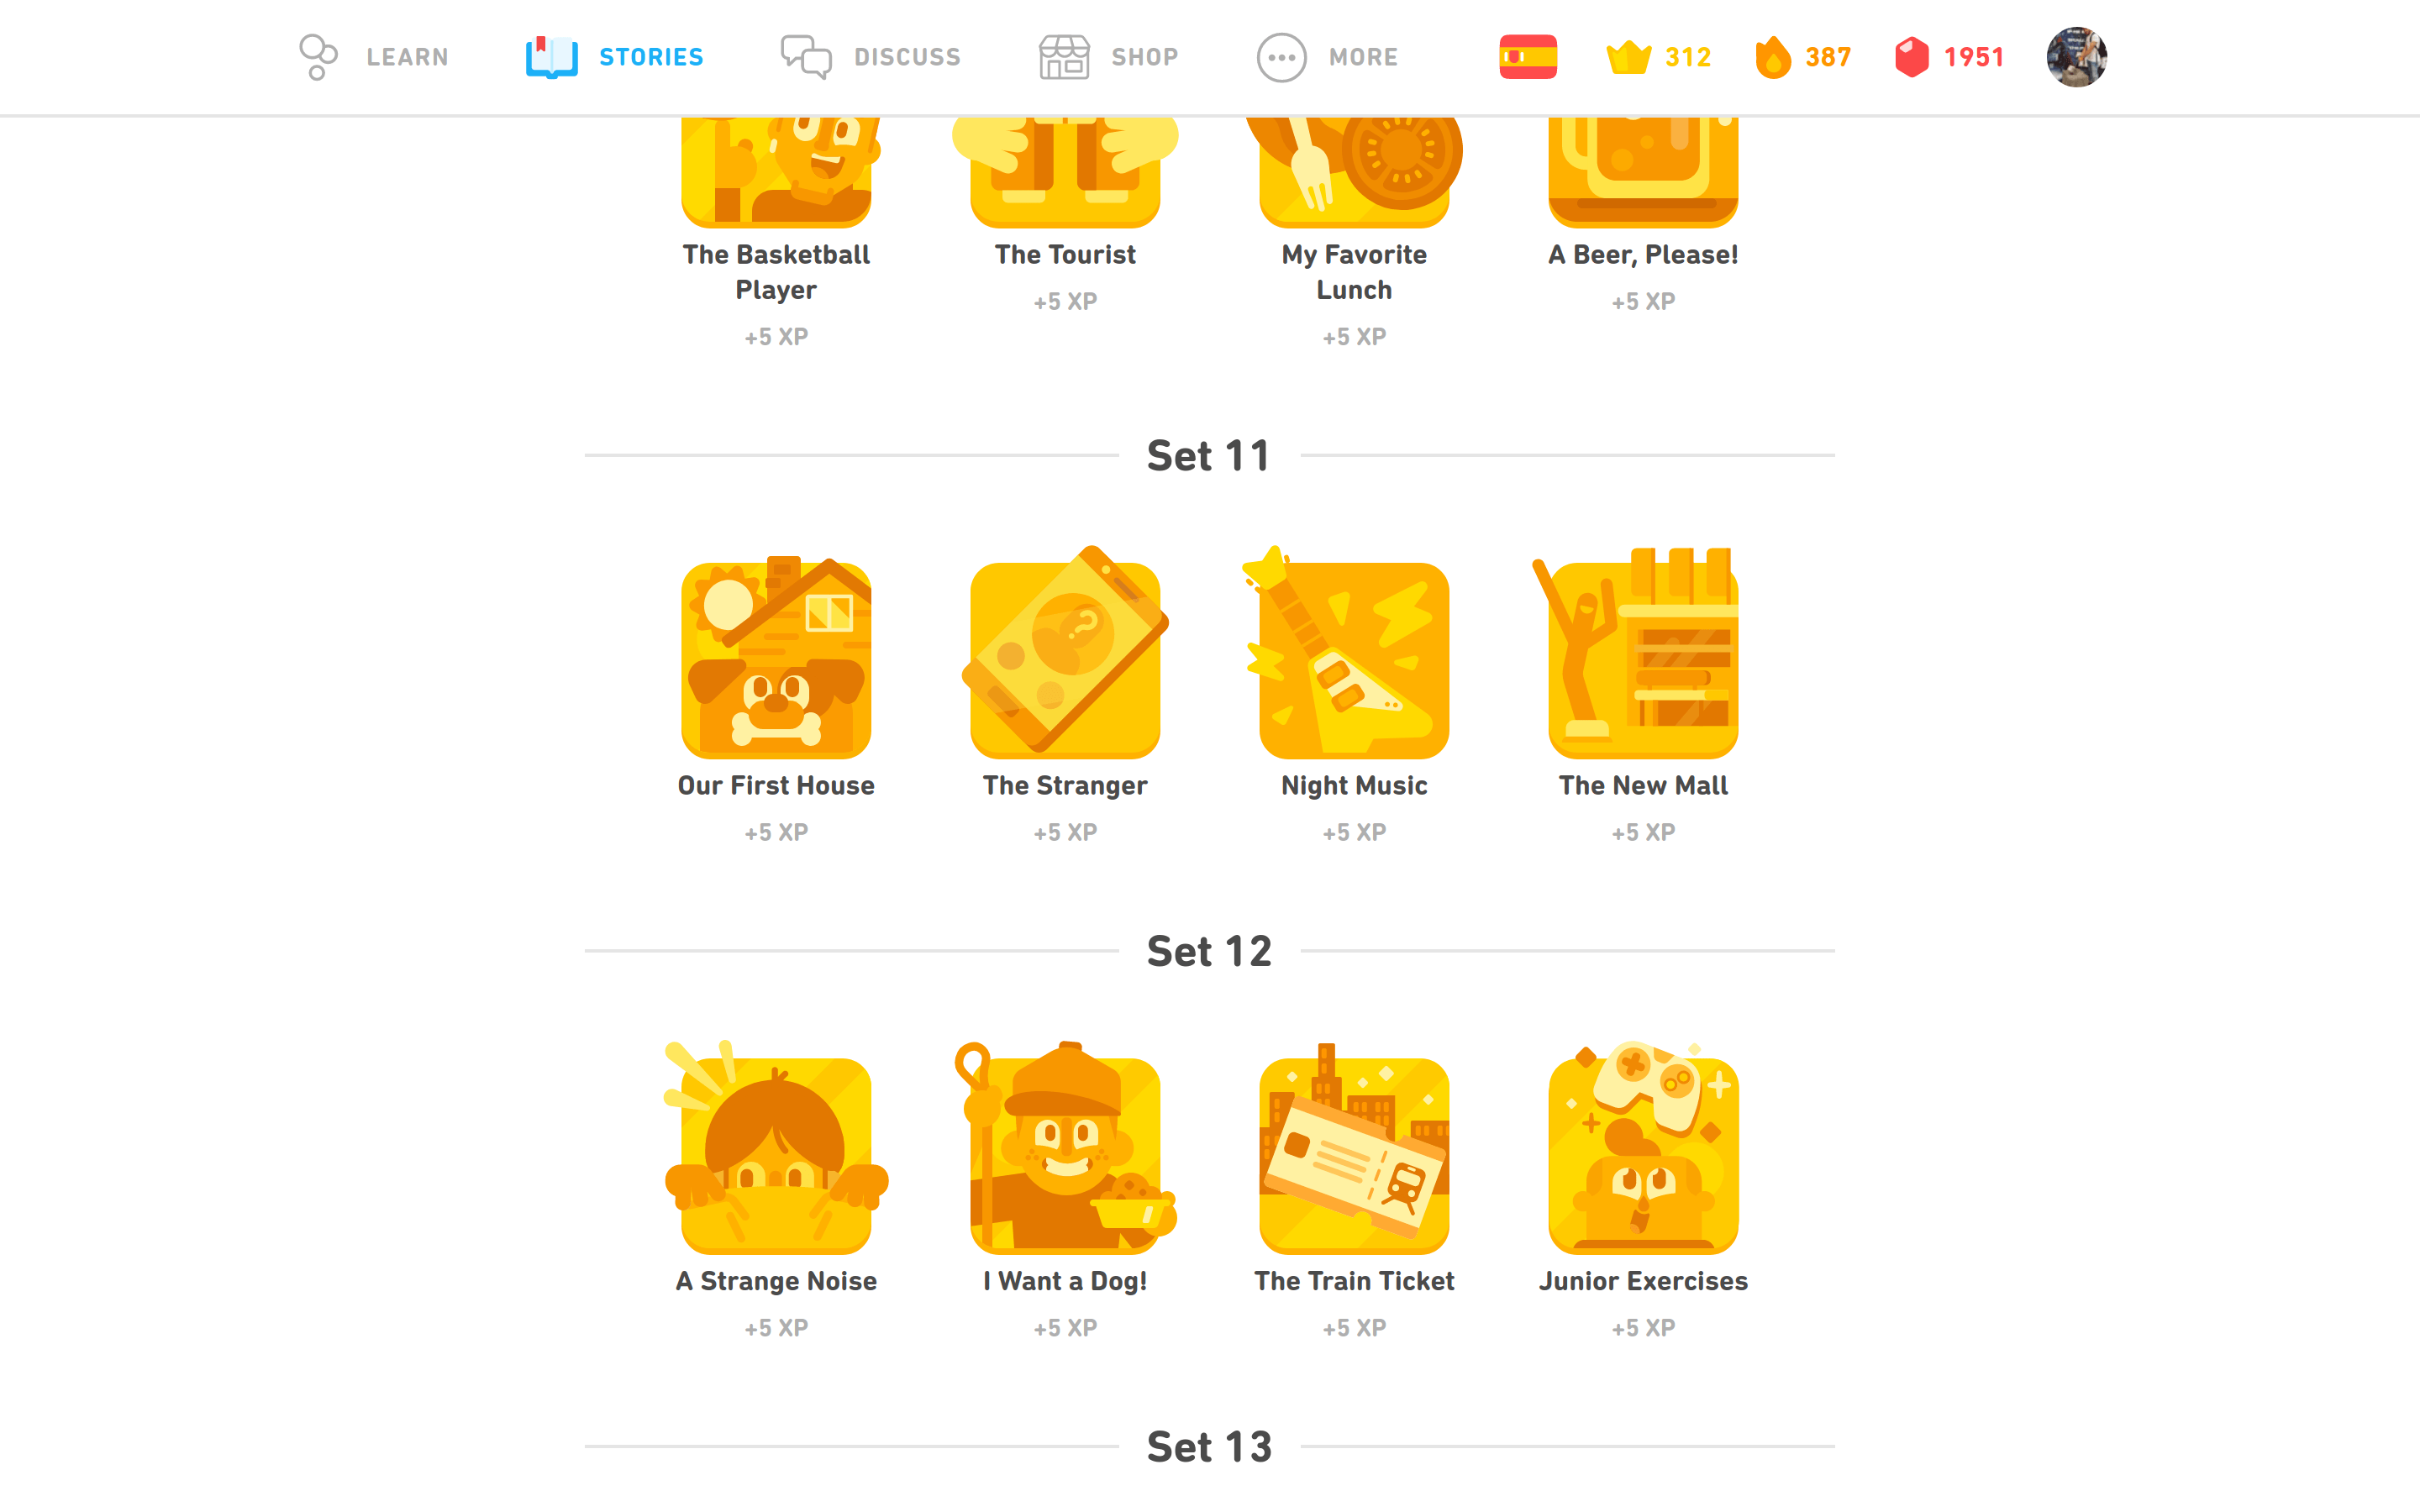 LEARN
STORIES
DISCUSS
SHOP
MORE
312
387
1951
The Basketball
Player
+5 XP
The Tourist
+5 XP
My Favorite
Lunch
+5 XP
A Beer, Please!
+5 XP
Set 11
Our First House
+5 XP
The Stranger
+5 XP
Night Music
+5 XP
The New Mall
+5 XP
Set 12
A Strange Noise
+5 XP
I Want a Dog!
+5 XP
The Train Ticket
+5 XP
Junior Exercises
+5 XP
Set 13